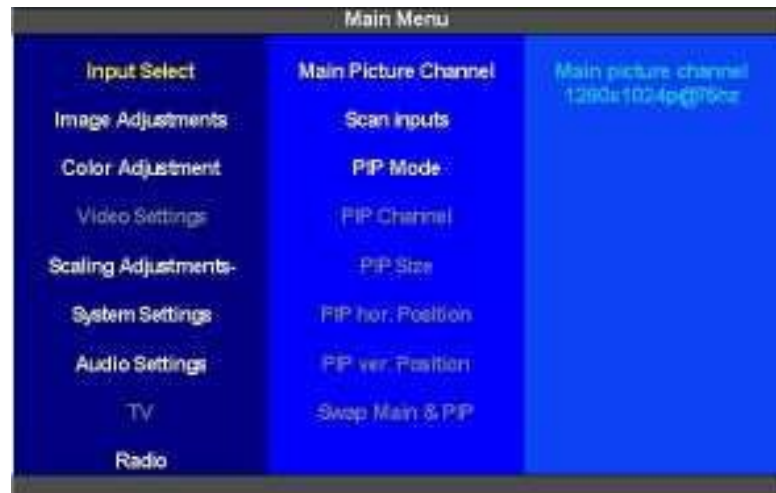 Main Menu
Input Select
Image Adjustments
Color Adjustment
Video Settings
Scaling Adjustments-
System Settings
Audio Settings
TV
Radio
Main Picture Channel
Scan inputs
PIP Mode
PIP Channel
PIP Size
PIP hor. Position
PIP ver. Position
Swap Main & PIP
Main picture channel
1280x1024p@75hz